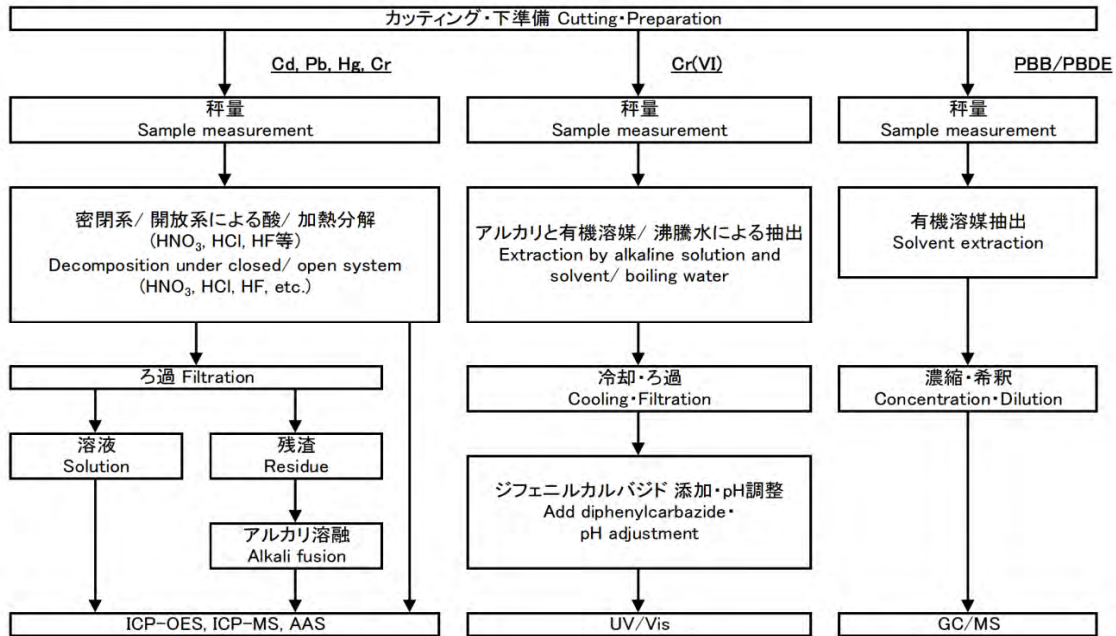 カッティング・下準備 Cutting・Preparation
Cd, Pb, Hg, Cr
Cr(VI)
PBB/PBDE
秤量
Sample measurement
秤量
Sample measurement
秤量
Sample measurement
密閉系/ 開放系による酸/ 加熱分解
(HNO₃, HCl, HF等)
Decomposition under closed/ open system
(HNO₃, HCl, HF, etc.)
アルカリと有機溶媒/ 沸騰水による抽出
Extraction by alkaline solution and
solvent/ boiling water
有機溶媒抽出
Solvent extraction
ろ過 Filtration
冷却・ろ過
Cooling・Filtration
濃縮・希釈
Concentration・Dilution
溶液
Solution
残渣
Residue
アルカリ溶融
Alkali fusion
ジフェニルカルバジド 添加・pH調整
Add diphenylcarbazide・
pH adjustment
ICP-OES, ICP-MS, AAS
UV/Vis
GC/MS